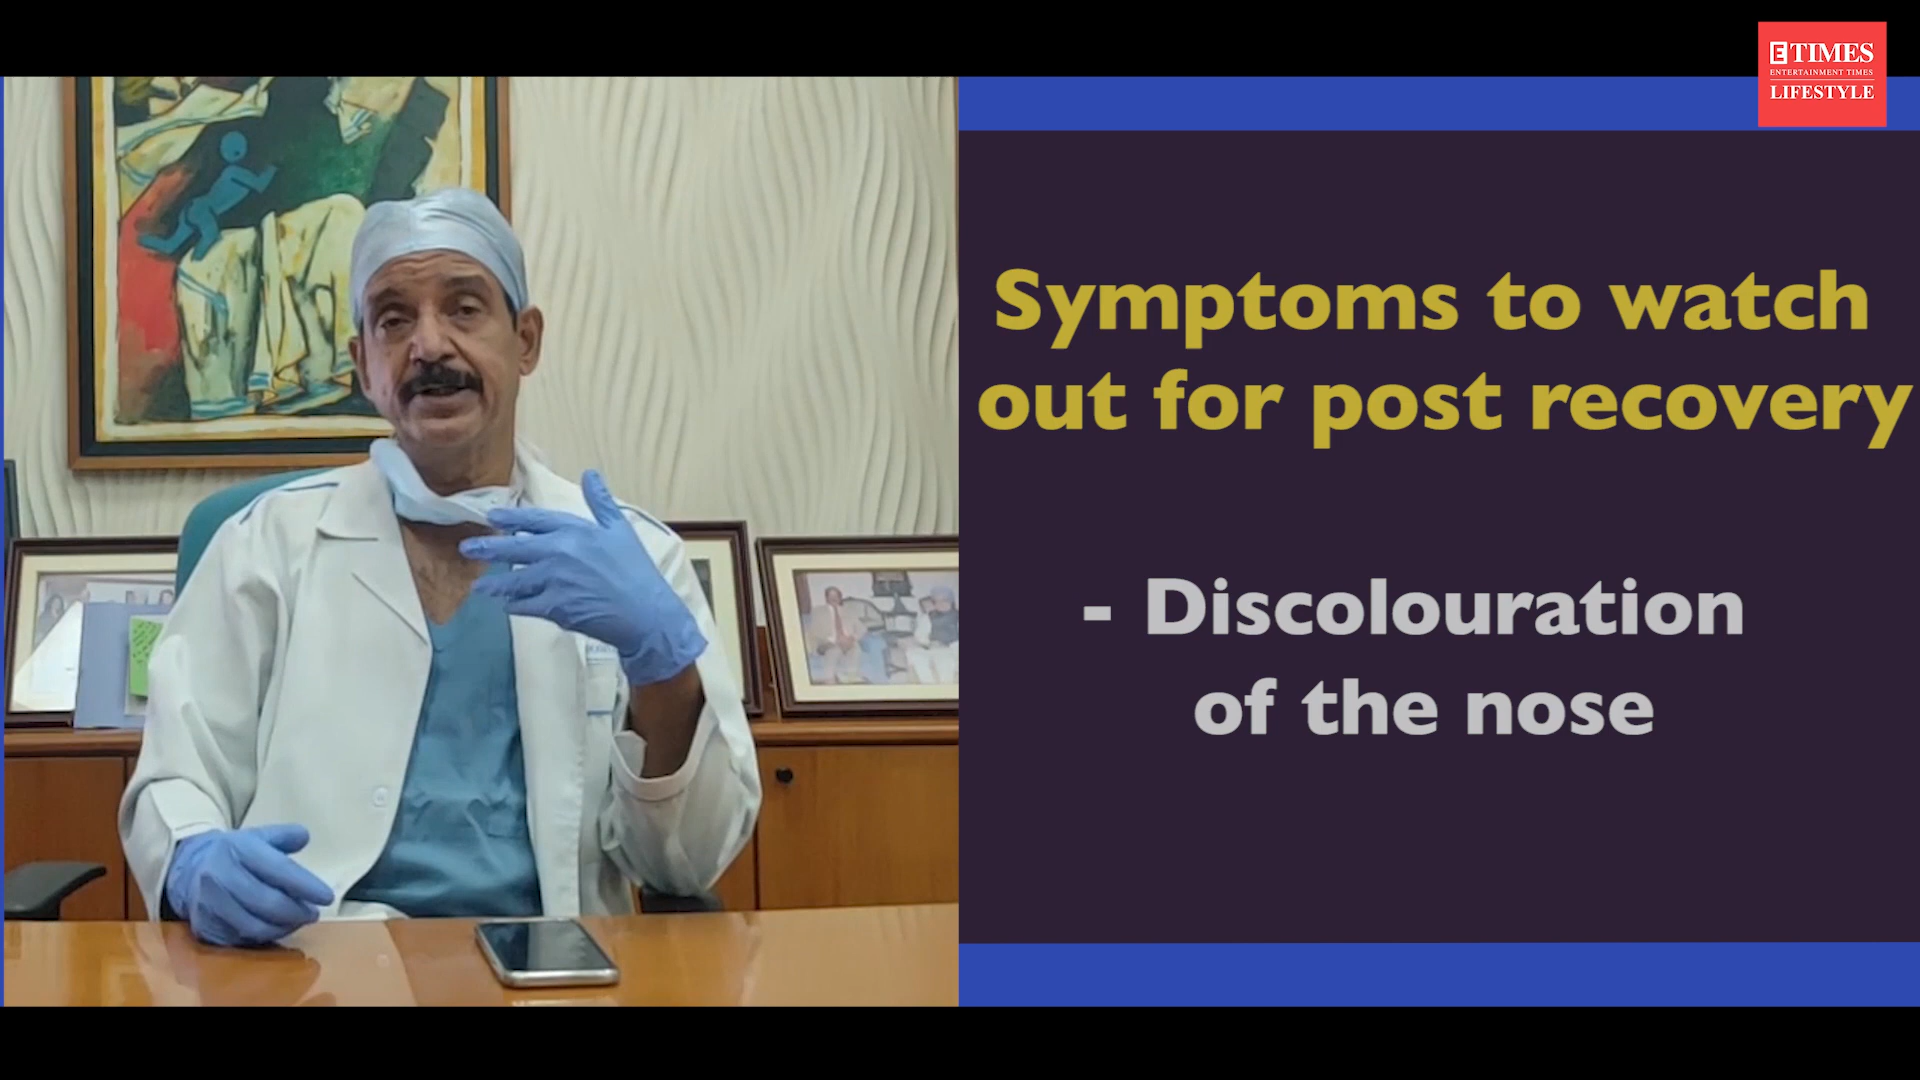 ETIMES
ENTERTAINMENT TIMES
LIFESTYLE
Symptoms to watch
out for post recovery
- Discolouration
of the nose